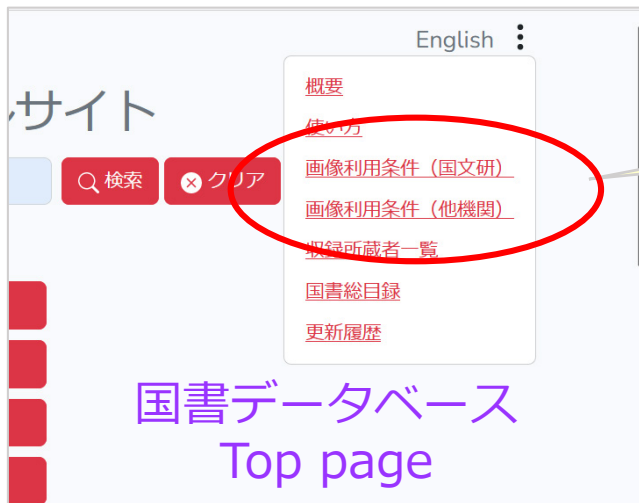 English
概要
ルサイト
使い方
検索
クリア
画像利用条件（国文研）
画像利用条件（他機関）
収録所蔵者一覧
国書総目録
更新履歴
国書データベース
Top page